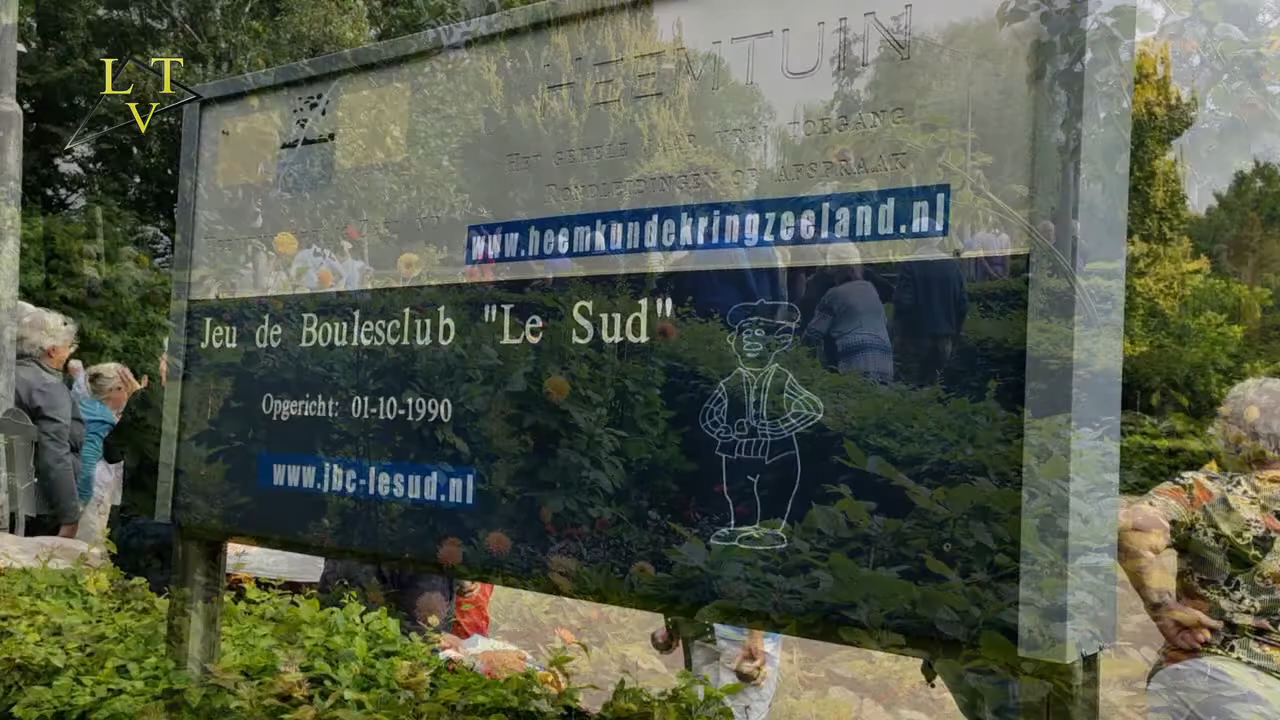 L T
V
HEEMTUIN
HET GEHELE JAAR VRIJ TOEGANG
RONDLEIDINGEN OP AFSPRAAK
www.heemkundekringzeeland.nl
Jeu de Boulesclub "Le Sud"
Opgericht: 01-10-1990
www.jbc-lesud.nl